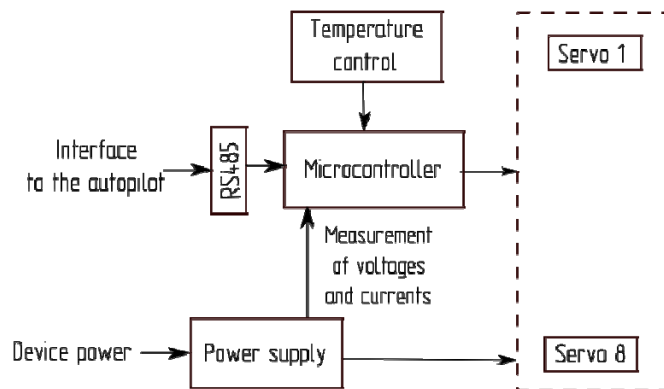 Temperature
control
Servo 1
Interface
to the autopilot
RS485
Microcontroller
Measurement
of voltages
and currents
Device power
Power supply
Servo 8